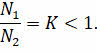 N₁/N₂ = K < 1.